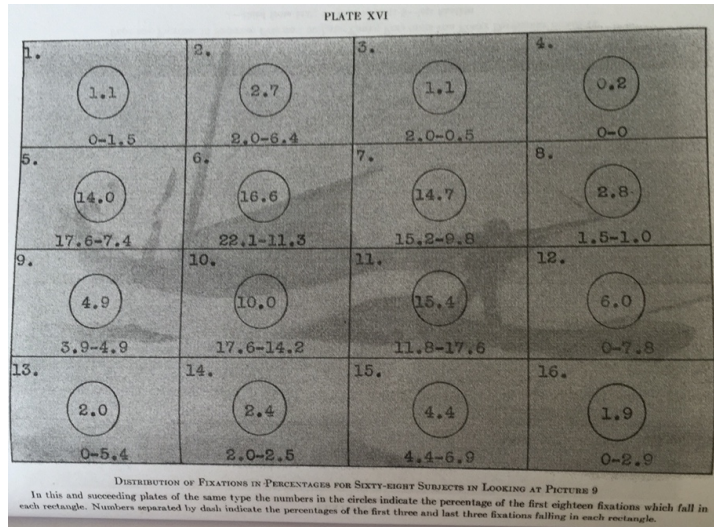 PLATE XVI
1. 2. 3. 4.
1.1 2.7 1.1 0.2
0-1.5 2.0-6.4 2.0-0.5 0-0
5. 6. 7. 8.
14.0 16.6 14.7 2.8
17.6-7.4 22.1-11.3 15.2-9.8 1.5-1.0
9. 10. 11. 12.
4.9 10.0 15.4 6.0
3.9-4.9 17.6-14.2 11.8-17.6 0-7.8
13. 14. 15. 16.
2.0 2.4 4.4 1.9
0-5.4 2.0-2.5 4.4-6.9 0-2.9
DISTRIBUTION OF FIXATIONS IN PERCENTAGES FOR SIXTY-EIGHT SUBJECTS IN LOOKING AT PICTURE 9
In this and succeeding plates of the same type the numbers in the circles indicate the percentage of the first eighteen fixations which fall in
each rectangle. Numbers separated by dash indicate the percentages of the first three and last three fixations falling in each rectangle.